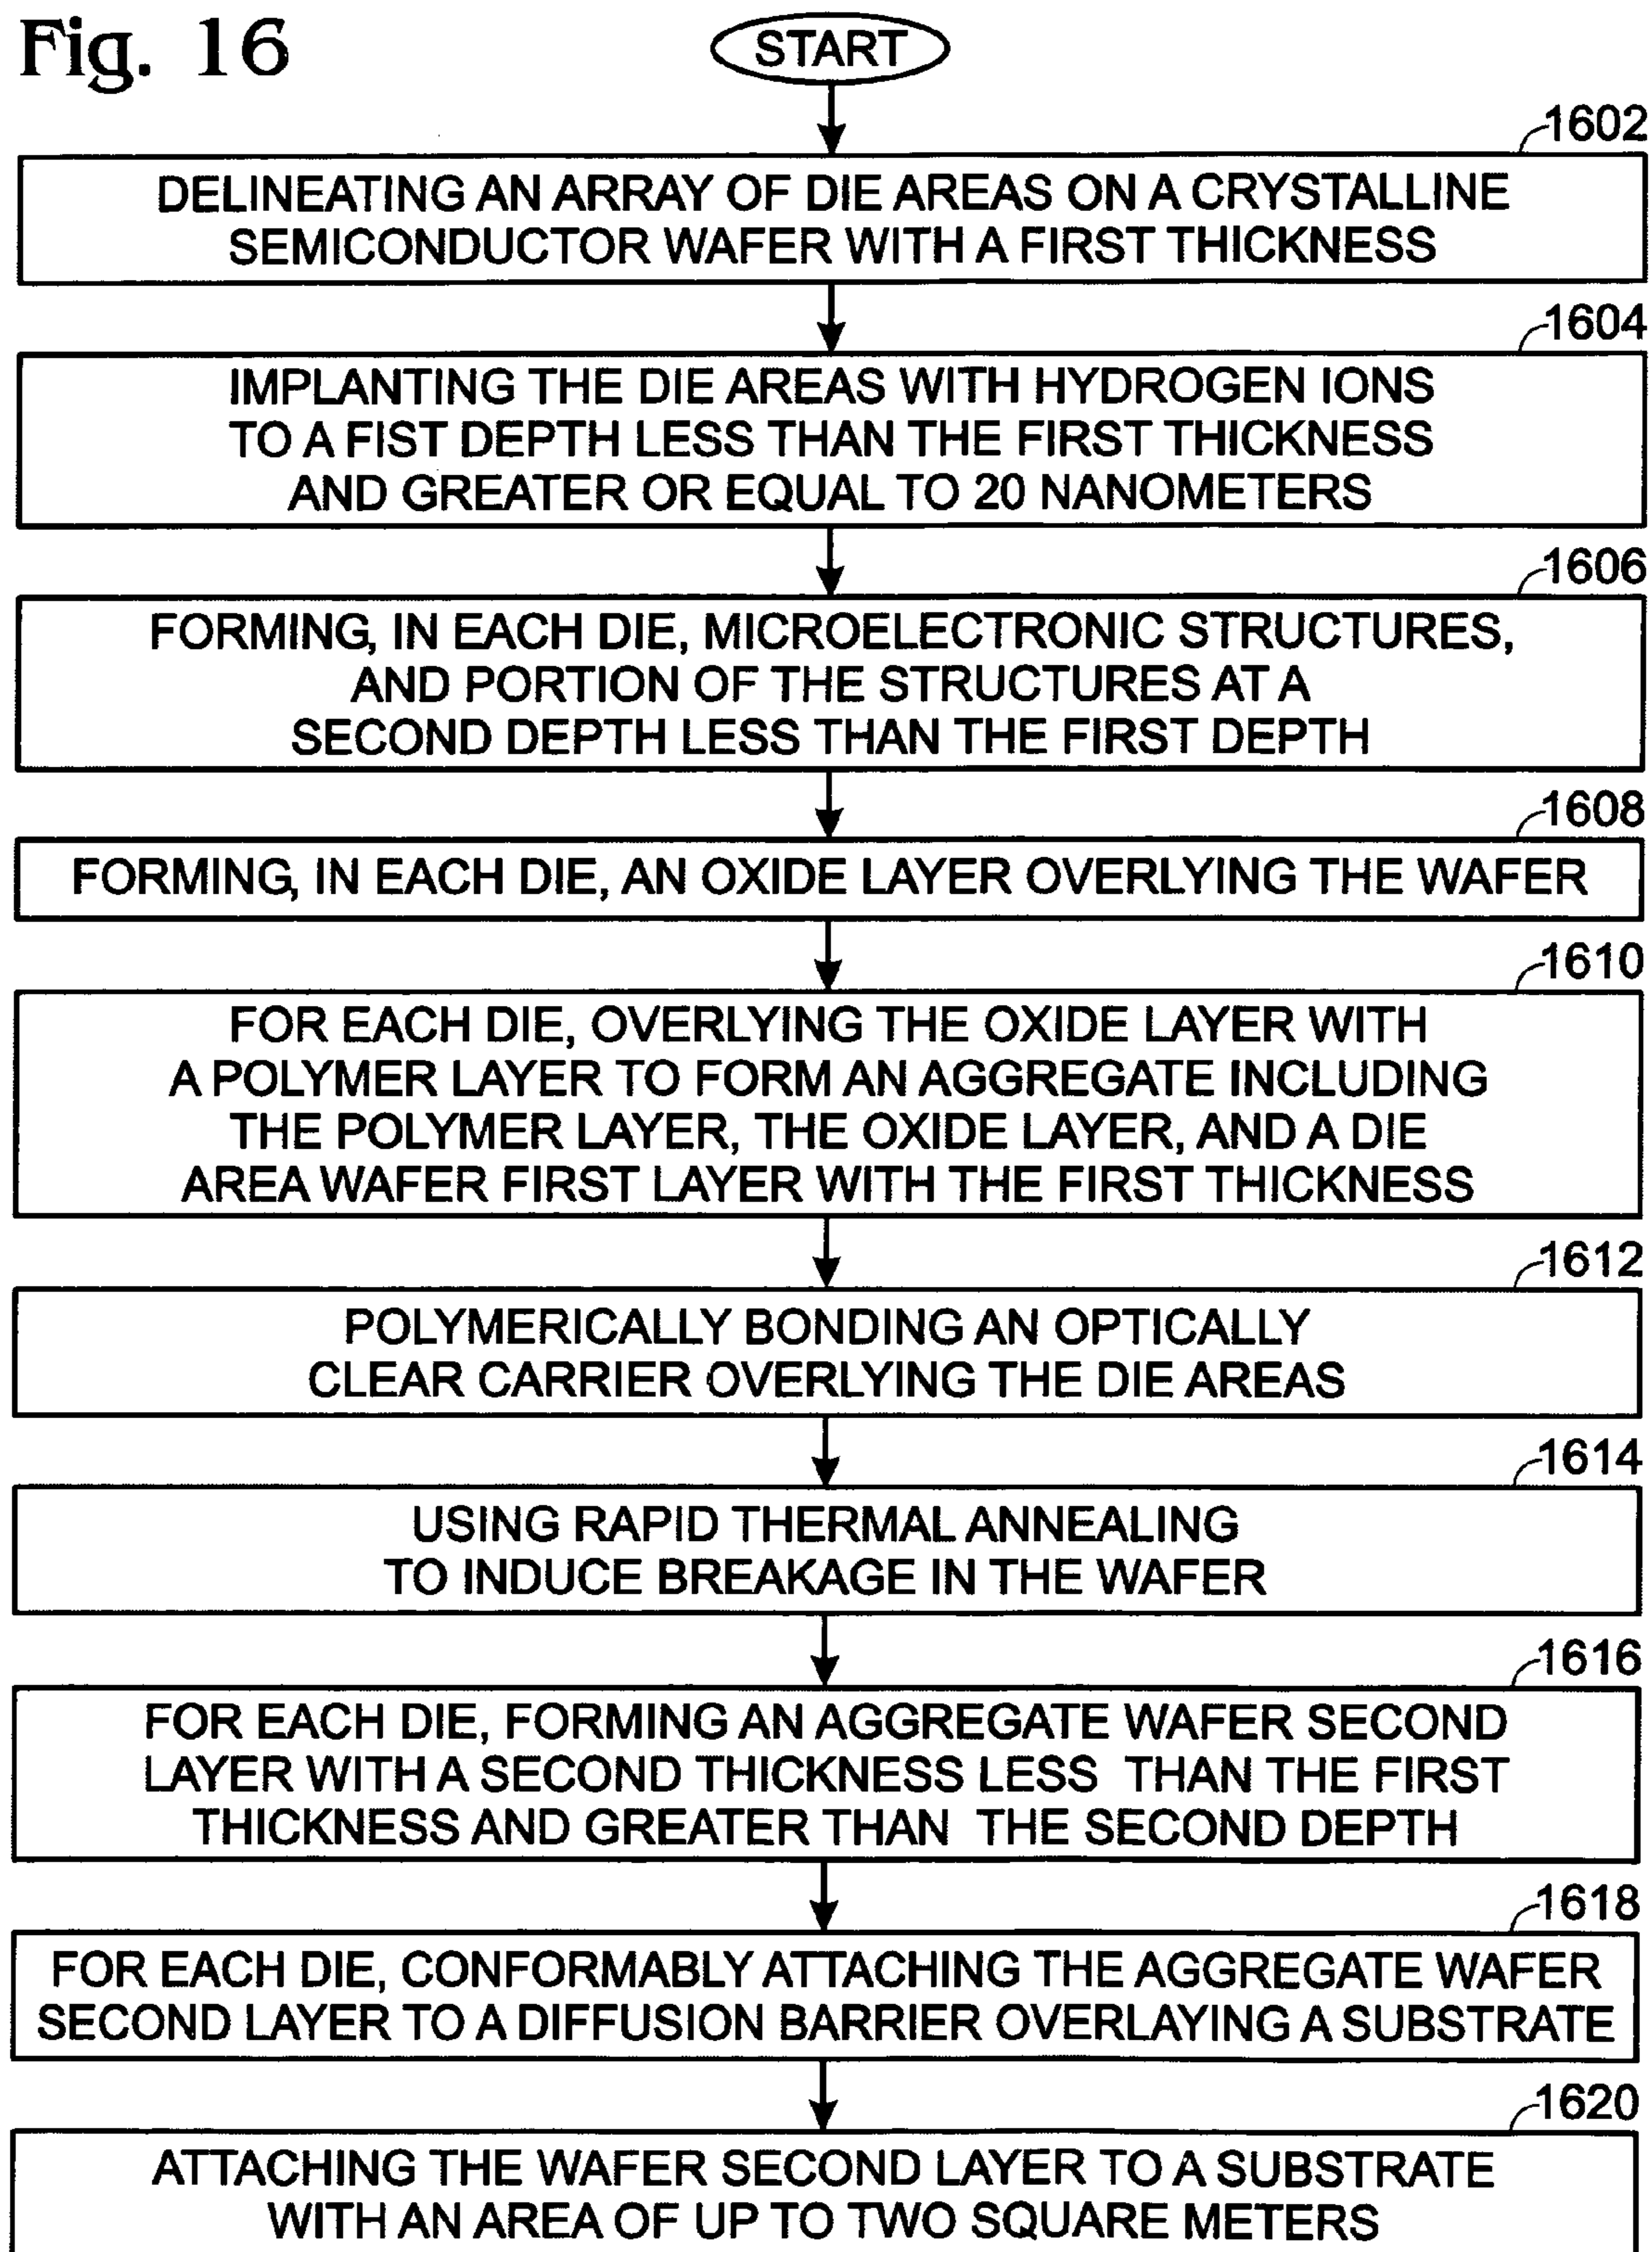 Fig. 16
START
1602
DELINEATING AN ARRAY OF DIE AREAS ON A CRYSTALLINE
SEMICONDUCTOR WAFER WITH A FIRST THICKNESS
1604
IMPLANTING THE DIE AREAS WITH HYDROGEN IONS
TO A FIST DEPTH LESS THAN THE FIRST THICKNESS
AND GREATER OR EQUAL TO 20 NANOMETERS
1606
FORMING, IN EACH DIE, MICROELECTRONIC STRUCTURES,
AND PORTION OF THE STRUCTURES AT A
SECOND DEPTH LESS THAN THE FIRST DEPTH
1608
FORMING, IN EACH DIE, AN OXIDE LAYER OVERLYING THE WAFER
1610
FOR EACH DIE, OVERLYING THE OXIDE LAYER WITH
A POLYMER LAYER TO FORM AN AGGREGATE INCLUDING
THE POLYMER LAYER, THE OXIDE LAYER, AND A DIE
AREA WAFER FIRST LAYER WITH THE FIRST THICKNESS
1612
POLYMERICALLY BONDING AN OPTICALLY
CLEAR CARRIER OVERLYING THE DIE AREAS
1614
USING RAPID THERMAL ANNEALING
TO INDUCE BREAKAGE IN THE WAFER
1616
FOR EACH DIE, FORMING AN AGGREGATE WAFER SECOND
LAYER WITH A SECOND THICKNESS LESS THAN THE FIRST
THICKNESS AND GREATER THAN THE SECOND DEPTH
1618
FOR EACH DIE, CONFORMABLY ATTACHING THE AGGREGATE WAFER
SECOND LAYER TO A DIFFUSION BARRIER OVERLAYING A SUBSTRATE
1620
ATTACHING THE WAFER SECOND LAYER TO A SUBSTRATE
WITH AN AREA OF UP TO TWO SQUARE METERS